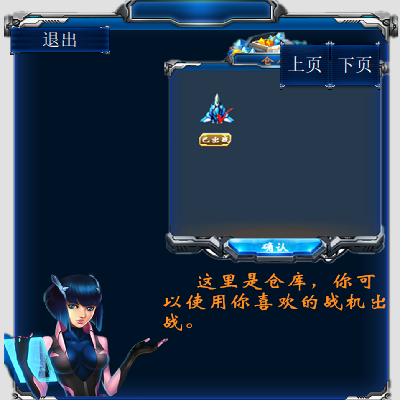 退出
仓
上页 下页
已出战
确认
这里是仓库，你可
以使用你喜欢的战机出
战。